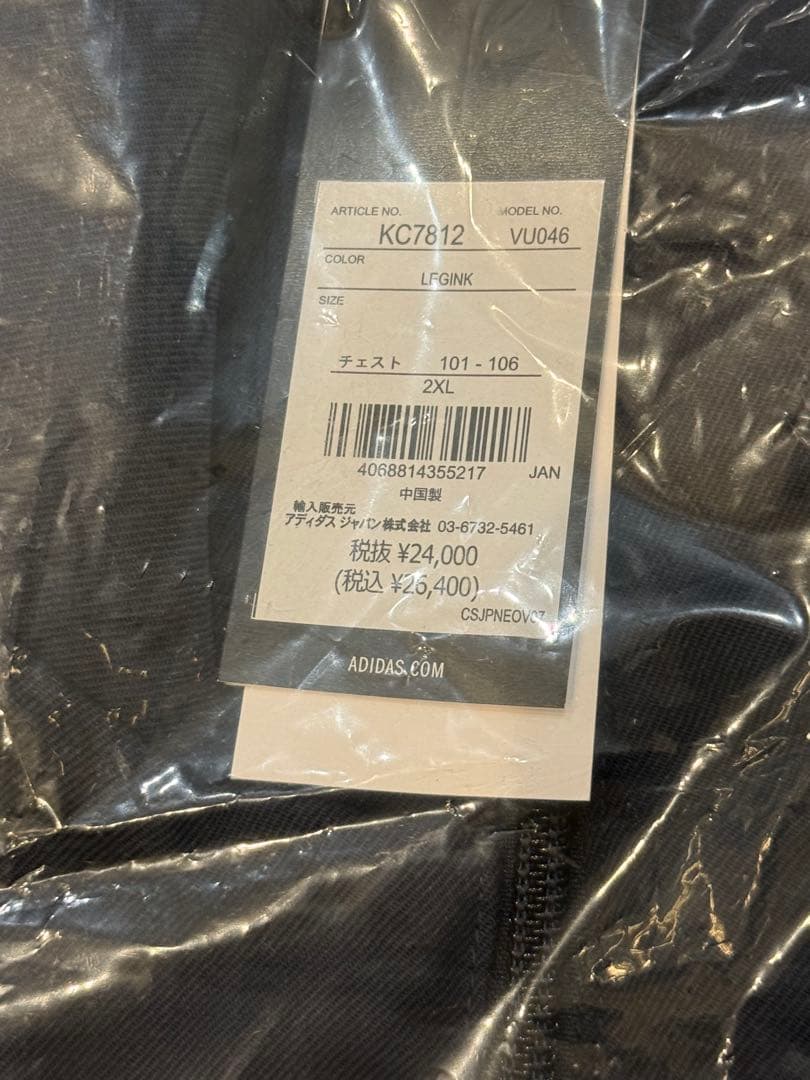 ARTICLE NO. MODEL NO.
KC7812 VU046
COLOR
LEGINK
SIZE
チェスト 101 - 106
2XL
4068814355217 JAN
中国製
輸入販売元
アディダス ジャパン株式会社 03-6732-5461
税抜 ¥24,000
(税込 ¥26,400)
CSJPNEOV07
ADIDAS.COM